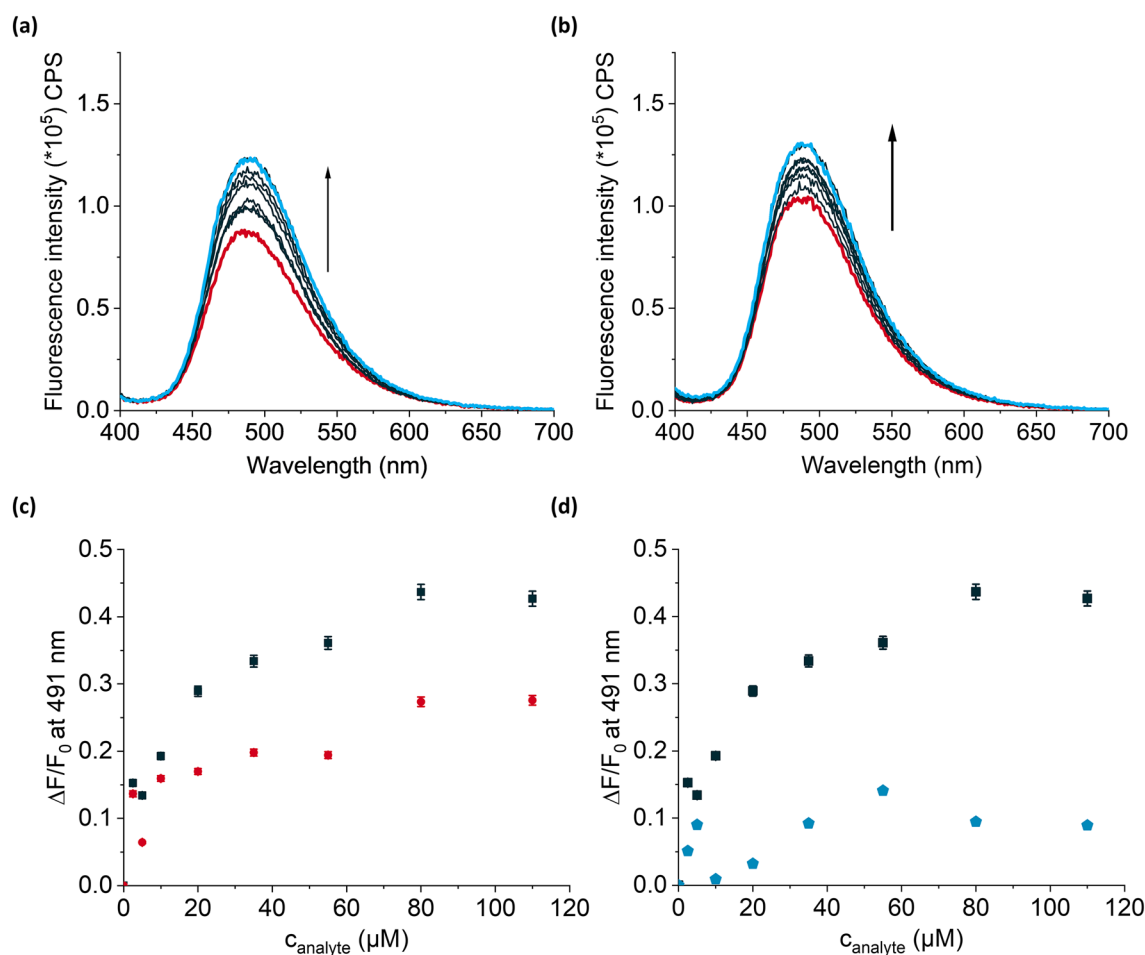 (a)
Fluorescence intensity (*10⁵) CPS
1.5
1.0
0.5
0.0
400 450 500 550 600 650 700
Wavelength (nm)
(b)
Fluorescence intensity (*10⁵) CPS
1.5
1.0
0.5
0.0
400 450 500 550 600 650 700
Wavelength (nm)
(c)
ΔF/F₀ at 491 nm
0.5
0.4
0.3
0.2
0.1
0.0
0 20 40 60 80 100 120
c_analyte (μM)
(d)
ΔF/F₀ at 491 nm
0.5
0.4
0.3
0.2
0.1
0.0
0 20 40 60 80 100 120
c_analyte (μM)